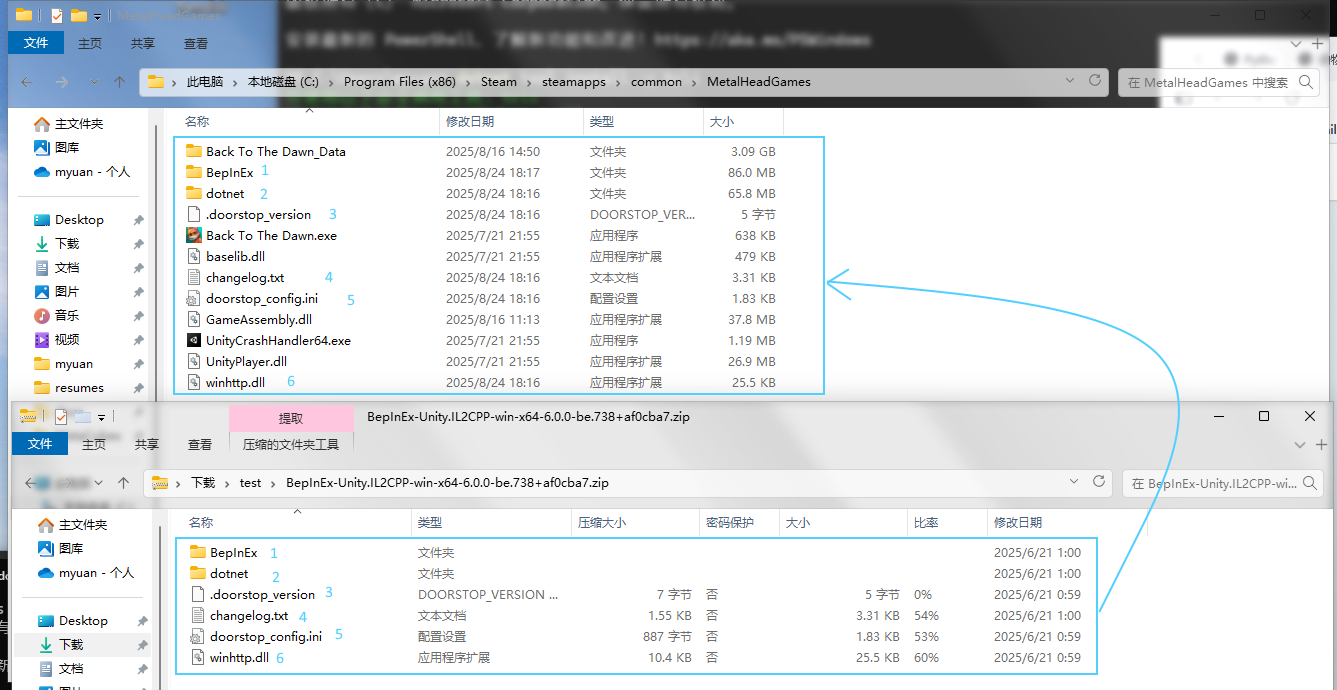 安装最新的 PowerShell，了解新功能和改进！https://aka.ms/PSWindows
文件 主页 共享 查看
此电脑 › 本地磁盘 (C:) › Program Files (x86) › Steam › steamapps › common › MetalHeadGames 在 MetalHeadGames 中搜索
主文件夹
图库
myuan - 个人
Desktop
下载
文档
图片
音乐
视频
myuan
resumes
名称 修改日期 类型 大小
Back To The Dawn_Data 2025/8/16 14:50 文件夹 3.09 GB
BepInEx 1 2025/8/24 18:17 文件夹 86.0 MB
dotnet 2 2025/8/24 18:16 文件夹 65.8 MB
.doorstop_version 3 2025/8/24 18:16 DOORSTOP_VER... 5 字节
Back To The Dawn.exe 2025/7/21 21:55 应用程序 638 KB
baselib.dll 2025/7/21 21:55 应用程序扩展 479 KB
changelog.txt 4 2025/8/24 18:16 文本文档 3.31 KB
doorstop_config.ini 5 2025/8/24 18:16 配置设置 1.83 KB
GameAssembly.dll 2025/8/16 11:13 应用程序扩展 37.8 MB
UnityCrashHandler64.exe 2025/7/21 21:55 应用程序 1.19 MB
UnityPlayer.dll 2025/7/21 21:55 应用程序扩展 26.9 MB
winhttp.dll 6 2025/8/24 18:16 应用程序扩展 25.5 KB
提取 BepInEx-Unity.IL2CPP-win-x64-6.0.0-be.738+af0cba7.zip
文件 主页 共享 查看 压缩的文件夹工具
下载 › test › BepInEx-Unity.IL2CPP-win-x64-6.0.0-be.738+af0cba7.zip 在 BepInEx-Unity.IL2CPP-wi...
主文件夹
图库
myuan - 个人
Desktop
下载
文档
图片
名称 类型 压缩大小 密码保护 大小 比率 修改日期
BepInEx 1 文件夹 2025/6/21 1:00
dotnet 2 文件夹 2025/6/21 1:00
.doorstop_version 3 DOORSTOP_VERSION ... 7 字节 否 5 字节 0% 2025/6/21 0:59
changelog.txt 4 文本文档 1.55 KB 否 3.31 KB 54% 2025/6/21 1:00
doorstop_config.ini 5 配置设置 887 字节 否 1.83 KB 53% 2025/6/21 0:59
winhttp.dll 6 应用程序扩展 10.4 KB 否 25.5 KB 60% 2025/6/21 0:59